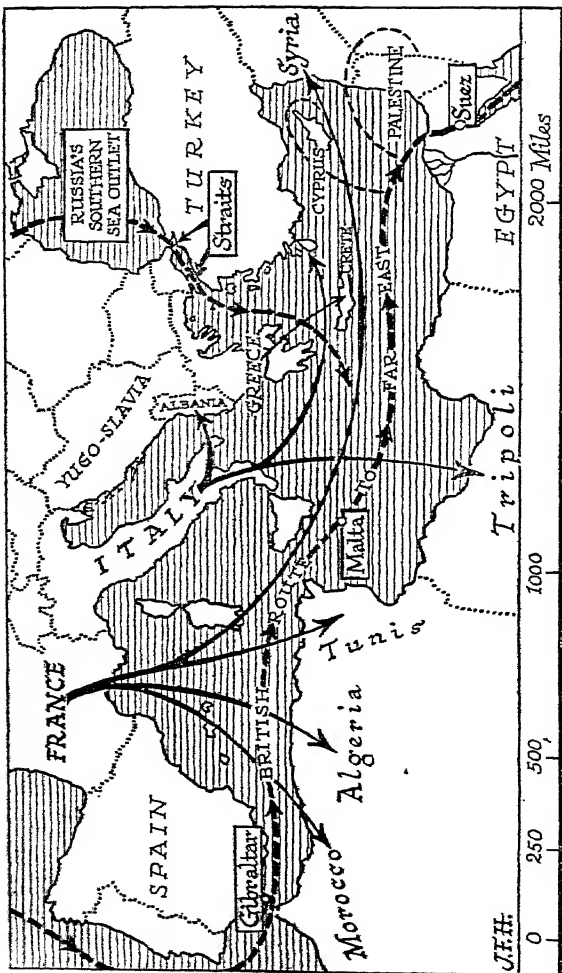 RUSSIA'S
SOUTHERN
SEA OUTLET
TURKEY
Straits
Syria
CYPRUS
PALESTINE
Suez
EGYPT
CRETE
GREECE
ALBANIA
YUGO-SLAVIA
ITALY
FRANCE
SPAIN
Gibraltar
BRITISH ROUTE TO FAR EAST
Malta
Morocco
Algeria
Tunis
Tripoli
J.F.H.
0 250 500 1000 2000 Miles